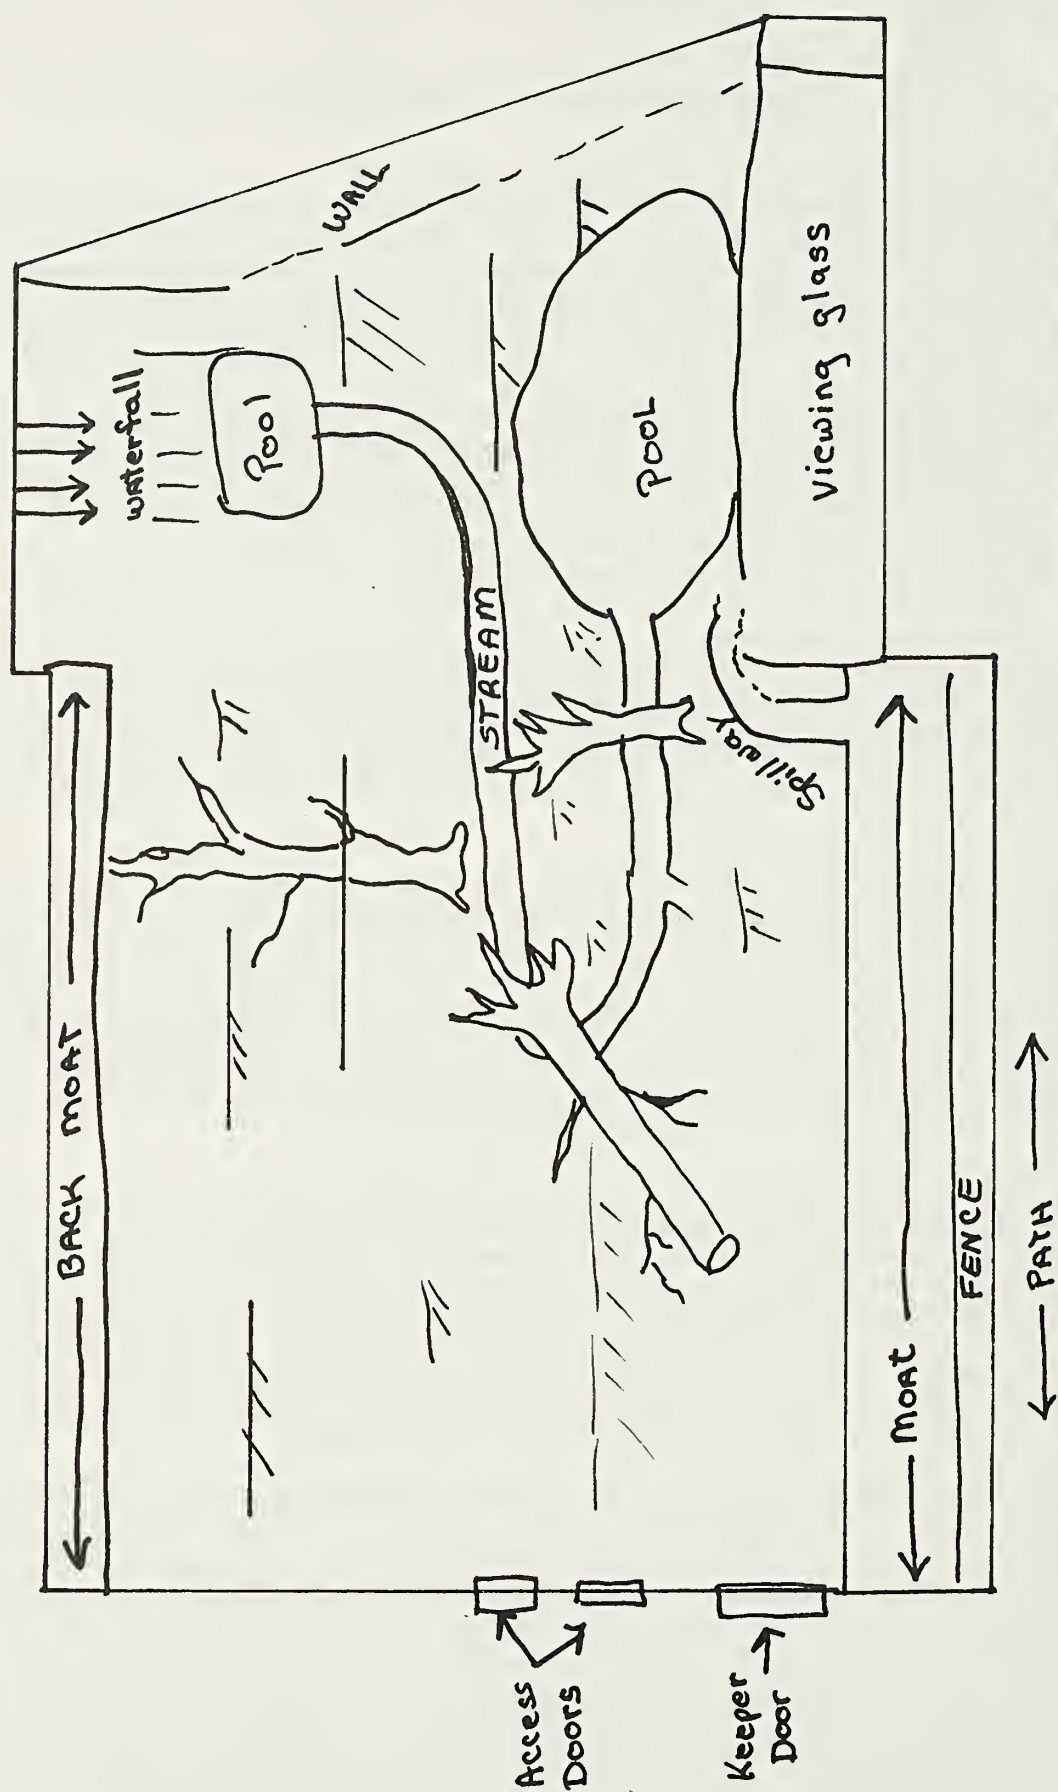 BACK MOAT
Waterfall
Pool
WALL
STREAM
POOL
Spillway
Viewing glass
Access
Doors
Keeper
Door
MOAT
FENCE
PATH